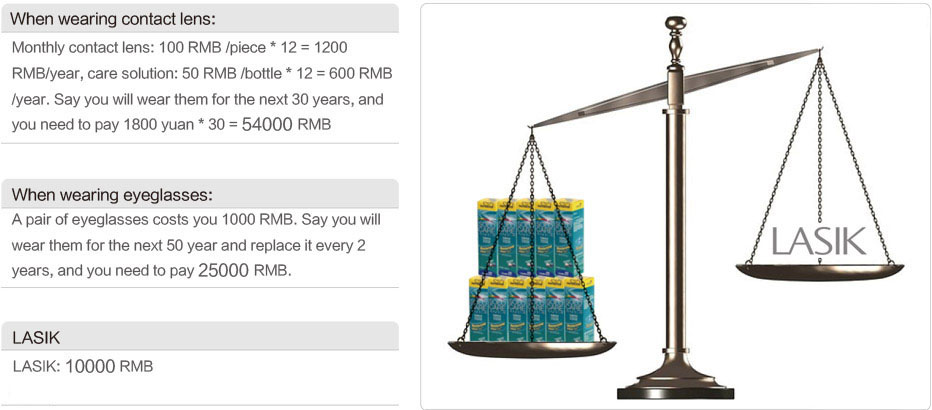 When wearing contact lens:
Monthly contact lens: 100 RMB /piece * 12 = 1200
RMB/year, care solution: 50 RMB /bottle * 12 = 600 RMB
/year. Say you will wear them for the next 30 years, and
you need to pay 1800 yuan * 30 = 54000 RMB
When wearing eyeglasses:
A pair of eyeglasses costs you 1000 RMB. Say you will
wear them for the next 50 year and replace it every 2
years, and you need to pay 25000 RMB.
LASIK
LASIK: 10000 RMB
LASIK